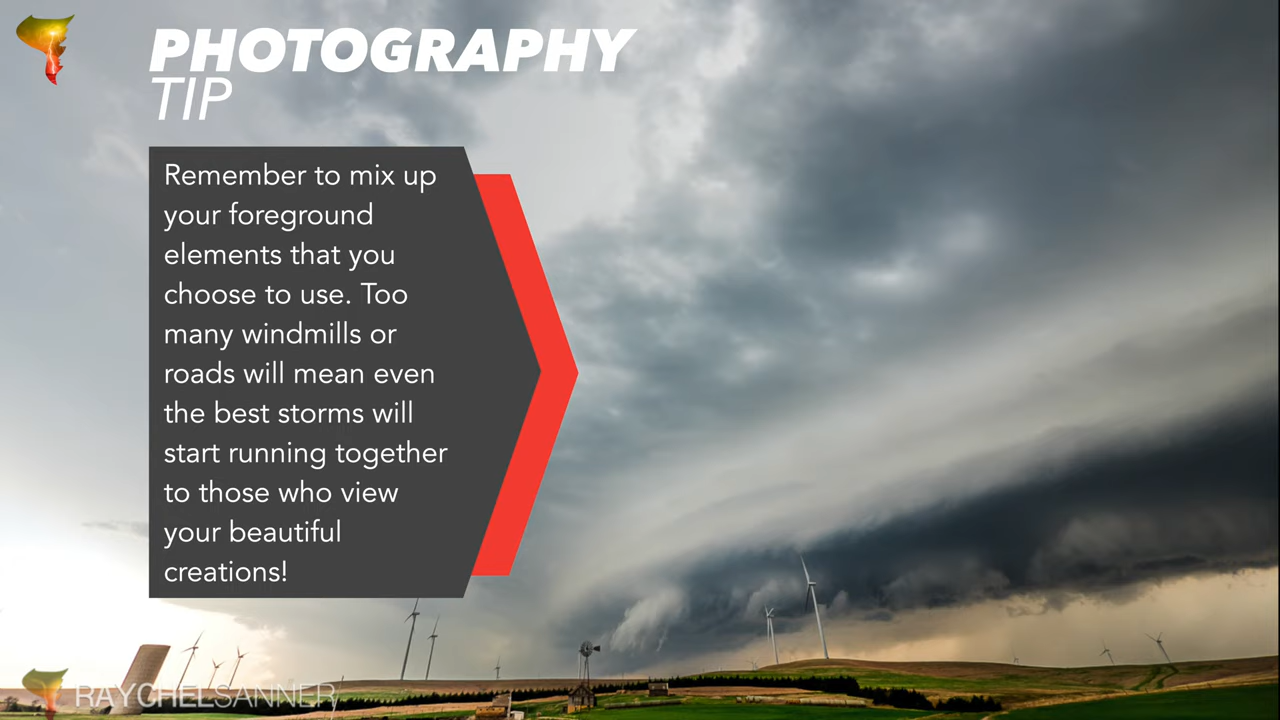 PHOTOGRAPHY
TIP
Remember to mix up
your foreground
elements that you
choose to use. Too
many windmills or
roads will mean even
the best storms will
start running together
to those who view
your beautiful
creations!
RAYCHELSANNER